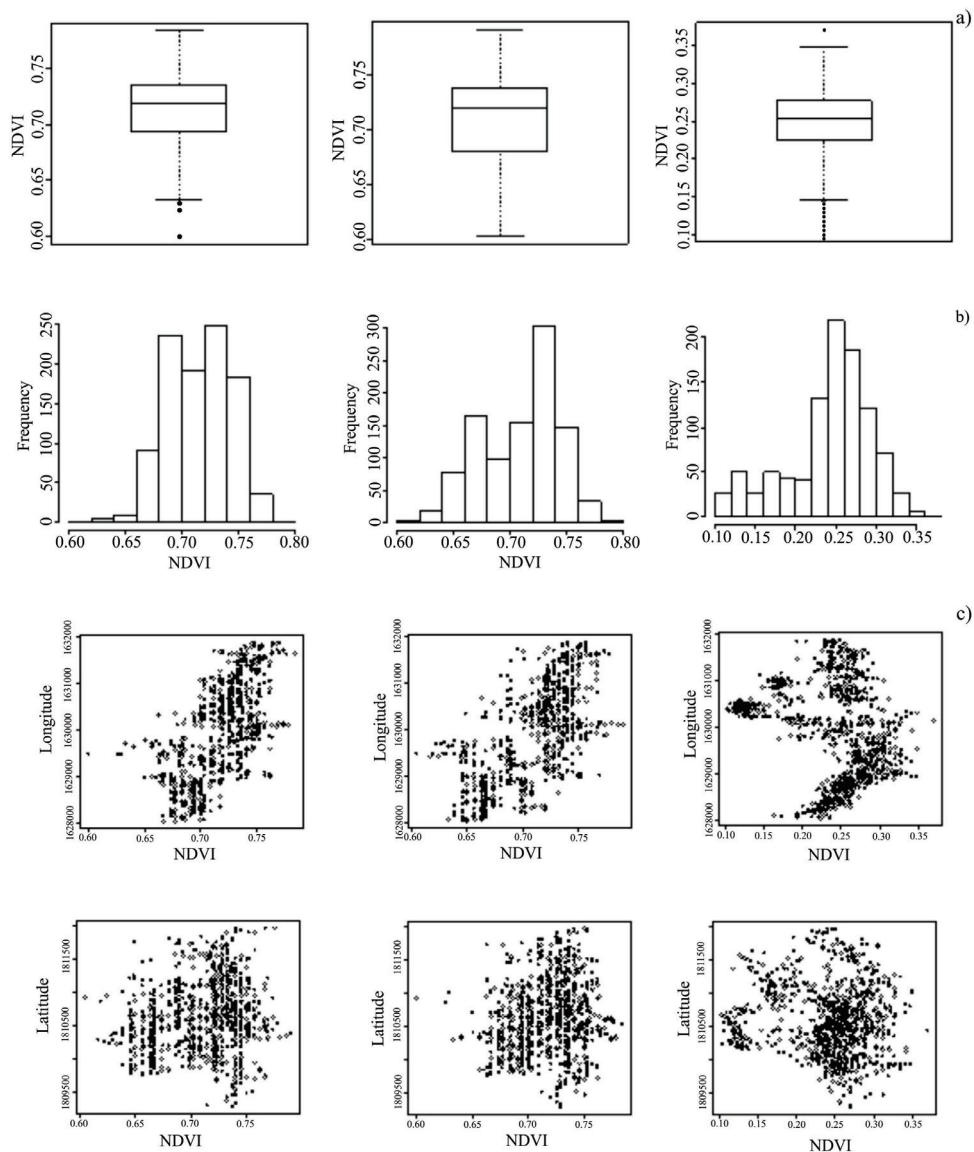 a)
NDVI
0.60 0.65 0.70 0.75
NDVI
0.60 0.65 0.70 0.75
NDVI
0.10 0.15 0.20 0.25 0.30 0.35
b)
Frequency
0 50 100 150 200 250
0.60 0.65 0.70 0.75 0.80
NDVI
Frequency
0 50 100 150 200 250 300
0.60 0.65 0.70 0.75 0.80
NDVI
Frequency
0 50 100 150 200
0.10 0.15 0.20 0.25 0.30 0.35
NDVI
c)
Longitude
1628000 1629000 1630000 1631000 1632000
0.60 0.65 0.70 0.75
NDVI
Longitude
1628000 1629000 1630000 1631000 1632000
0.60 0.65 0.70 0.75
NDVI
Longitude
1628000 1629000 1630000 1631000 1632000
0.10 0.15 0.20 0.25 0.30 0.35
NDVI
Latitude
1809500 1810500 1811500
0.60 0.65 0.70 0.75
NDVI
Latitude
1809500 1810500 1811500
0.60 0.65 0.70 0.75
NDVI
Latitude
1809500 1810500 1811500
0.10 0.15 0.20 0.25 0.30 0.35
NDVI